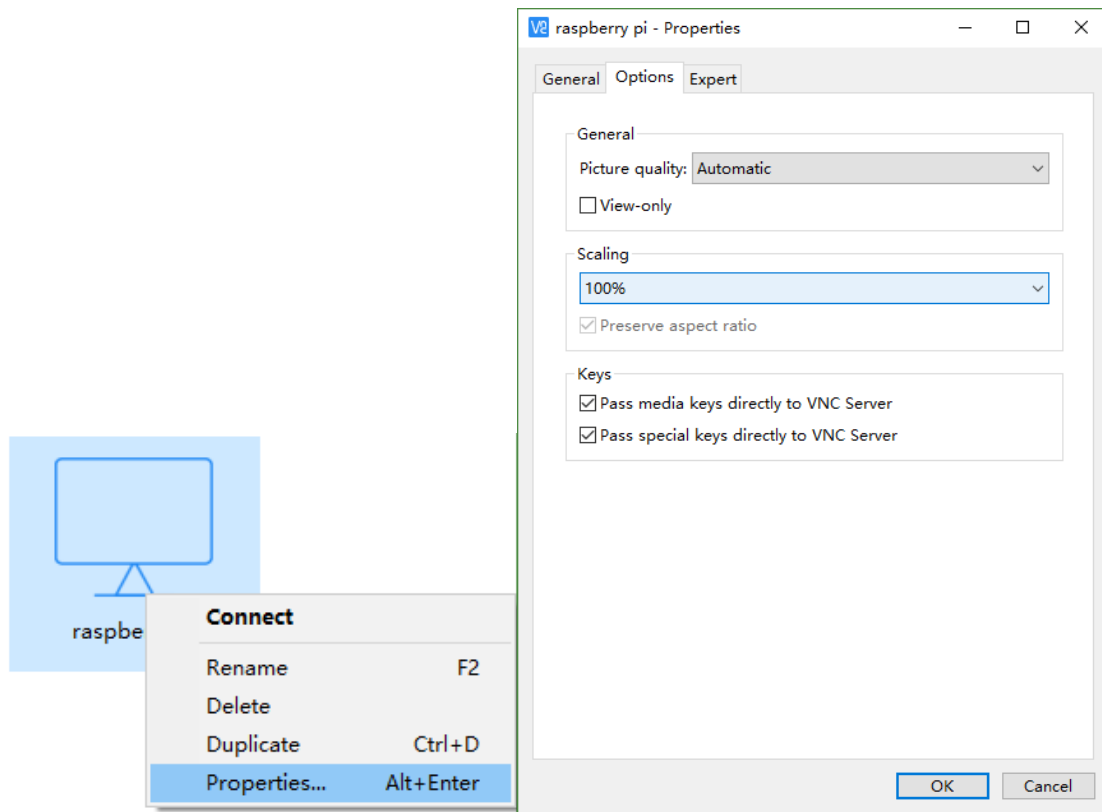 raspbe
Connect
Rename F2
Delete
Duplicate Ctrl+D
Properties... Alt+Enter
V2 raspberry pi - Properties
General Options Expert
General
Picture quality: Automatic
View-only
Scaling
100%
Preserve aspect ratio
Keys
Pass media keys directly to VNC Server
Pass special keys directly to VNC Server
OK Cancel